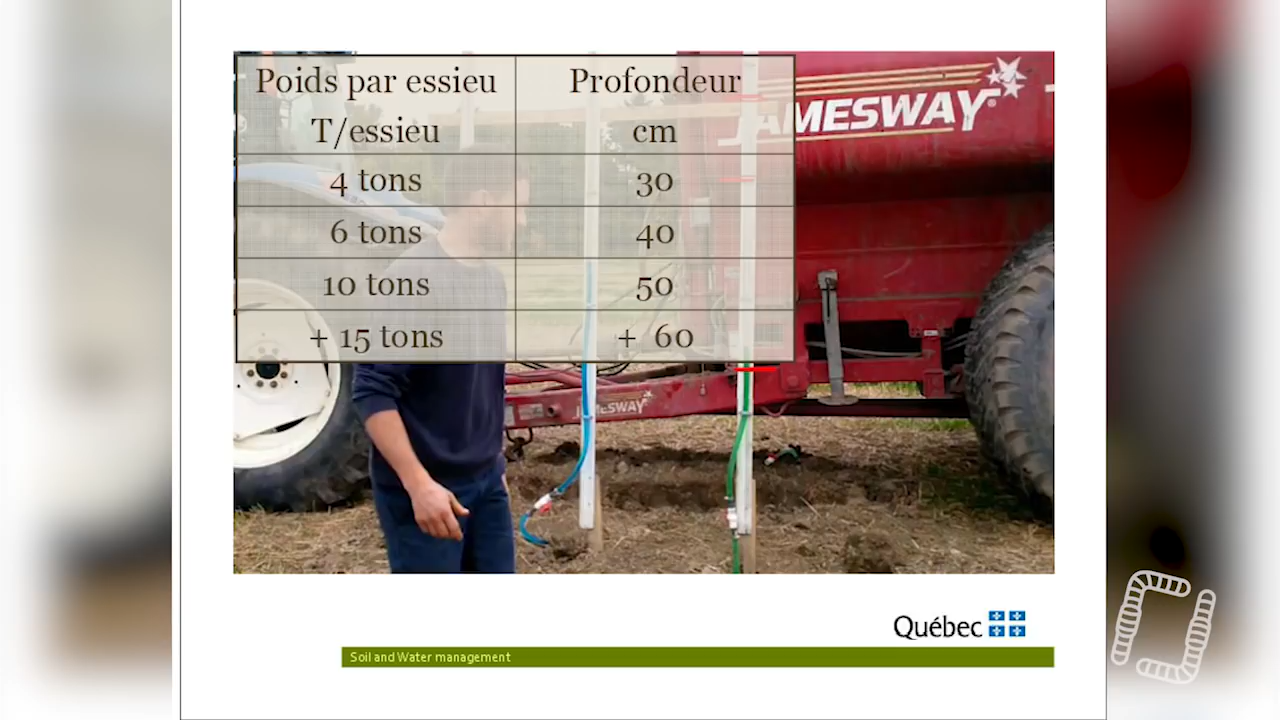 Poids par essieu Profondeur
T/essieu cm
4 tons 30
6 tons 40
10 tons 50
+ 15 tons + 60
JAMESWAY
JAMESWAY
Québec
Soil and Water management